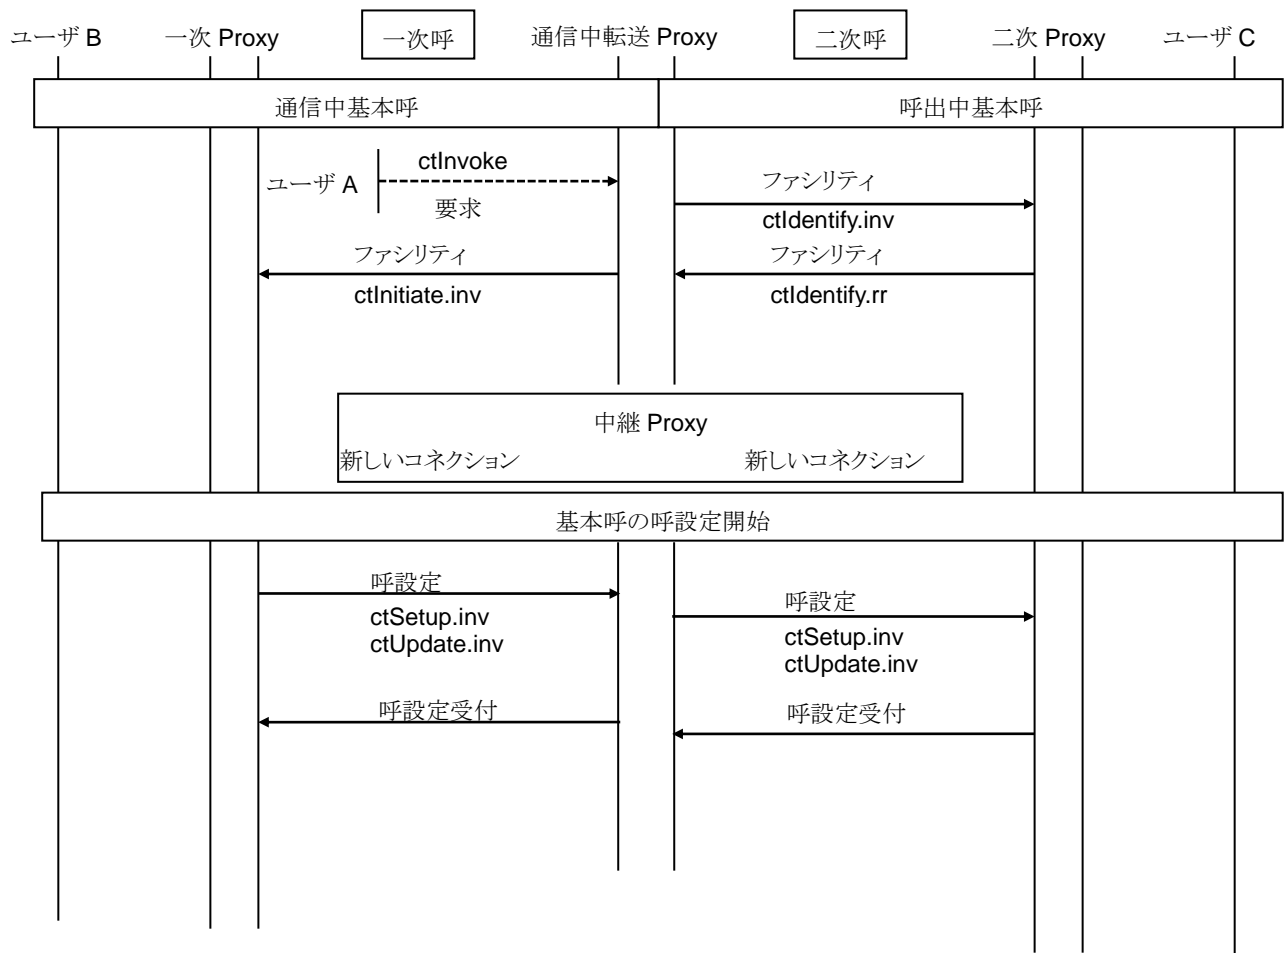 ユーザ B
一次 Proxy
一次呼
通信中転送 Proxy
二次呼
二次 Proxy
ユーザ C
通信中基本呼
呼出中基本呼
ctInvoke
ユーザ A
要求
ファシリティ
ctIdentify.inv
ファシリティ
ctInitiate.inv
ファシリティ
ctIdentify.rr
中継 Proxy
新しいコネクション
新しいコネクション
基本呼の呼設定開始
呼設定
ctSetup.inv
ctUpdate.inv
呼設定
ctSetup.inv
ctUpdate.inv
呼設定受付
呼設定受付